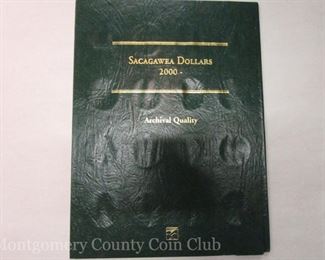 SACAGAWEA DOLLARS
2000 -
Archival Quality
Montgomery County Coin Club